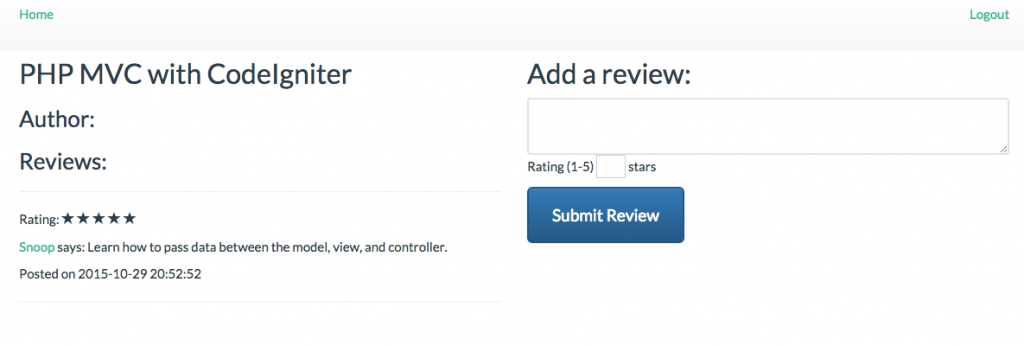 Home
Logout
PHP MVC with CodeIgniter
Author:
Reviews:
Rating: ★★★★★
Snoop says: Learn how to pass data between the model, view, and controller.
Posted on 2015-10-29 20:52:52
Add a review:
Rating (1-5) stars
Submit Review